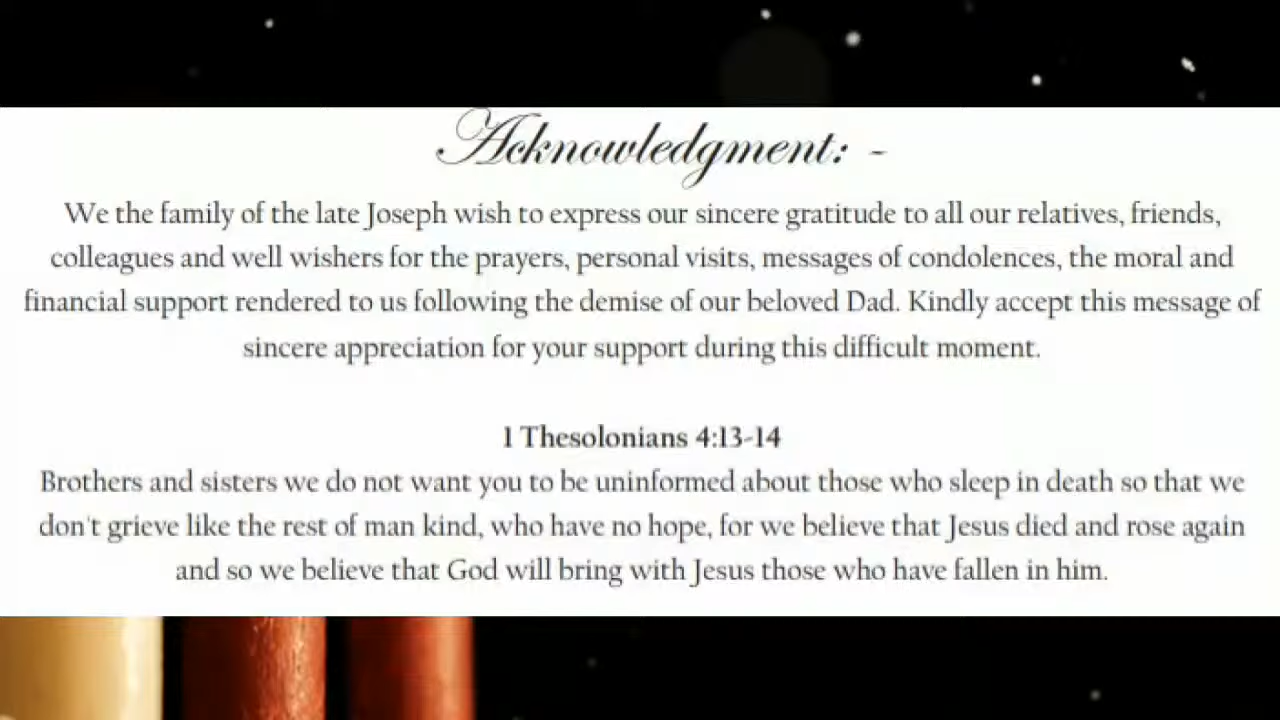 Acknowledgment: -
We the family of the late Joseph wish to express our sincere gratitude to all our relatives, friends,
colleagues and well wishers for the prayers, personal visits, messages of condolences, the moral and
financial support rendered to us following the demise of our beloved Dad. Kindly accept this message of
sincere appreciation for your support during this difficult moment.
1 Thesolonians 4:13-14
Brothers and sisters we do not want you to be uninformed about those who sleep in death so that we
don't grieve like the rest of man kind, who have no hope, for we believe that Jesus died and rose again
and so we believe that God will bring with Jesus those who have fallen in him.